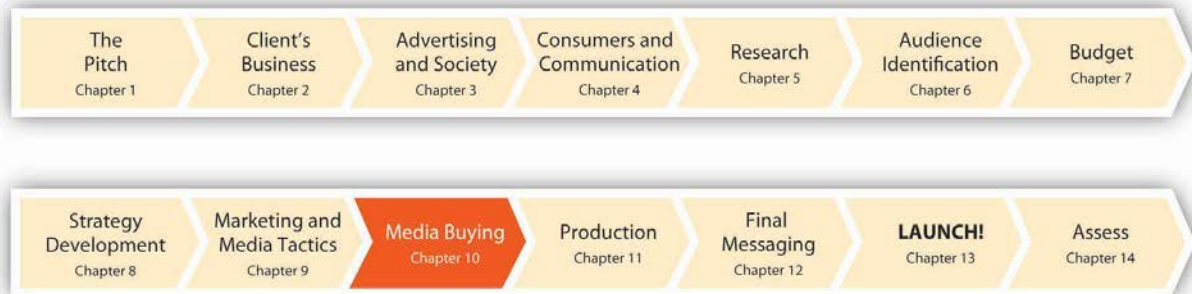 The
Pitch
Chapter 1
Client's
Business
Chapter 2
Advertising
and Society
Chapter 3
Consumers and
Communication
Chapter 4
Research
Chapter 5
Audience
Identification
Chapter 6
Budget
Chapter 7
Strategy
Development
Chapter 8
Marketing and
Media Tactics
Chapter 9
Media Buying
Chapter 10
Production
Chapter 11
Final
Messaging
Chapter 12
LAUNCH!
Chapter 13
Assess
Chapter 14